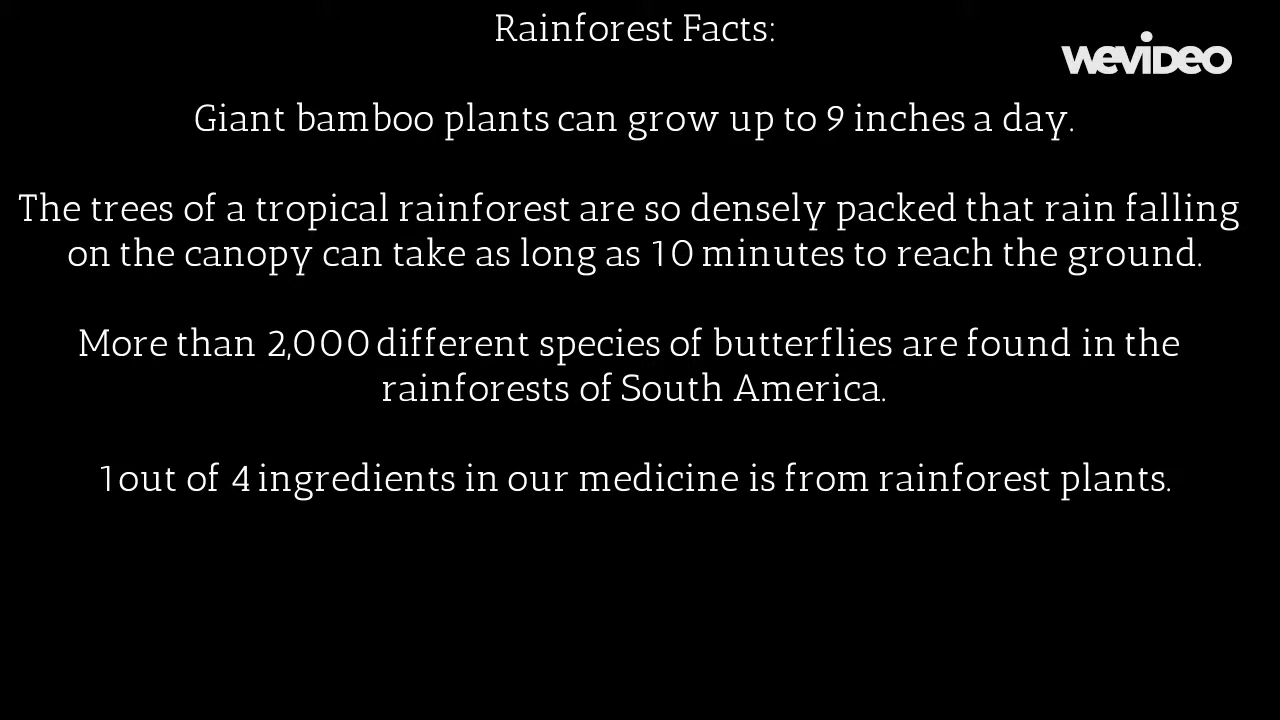 Rainforest Facts:
wevideo
Giant bamboo plants can grow up to 9 inches a day.
The trees of a tropical rainforest are so densely packed that rain falling
on the canopy can take as long as 10 minutes to reach the ground.
More than 2,000 different species of butterflies are found in the
rainforests of South America.
1 out of 4 ingredients in our medicine is from rainforest plants.